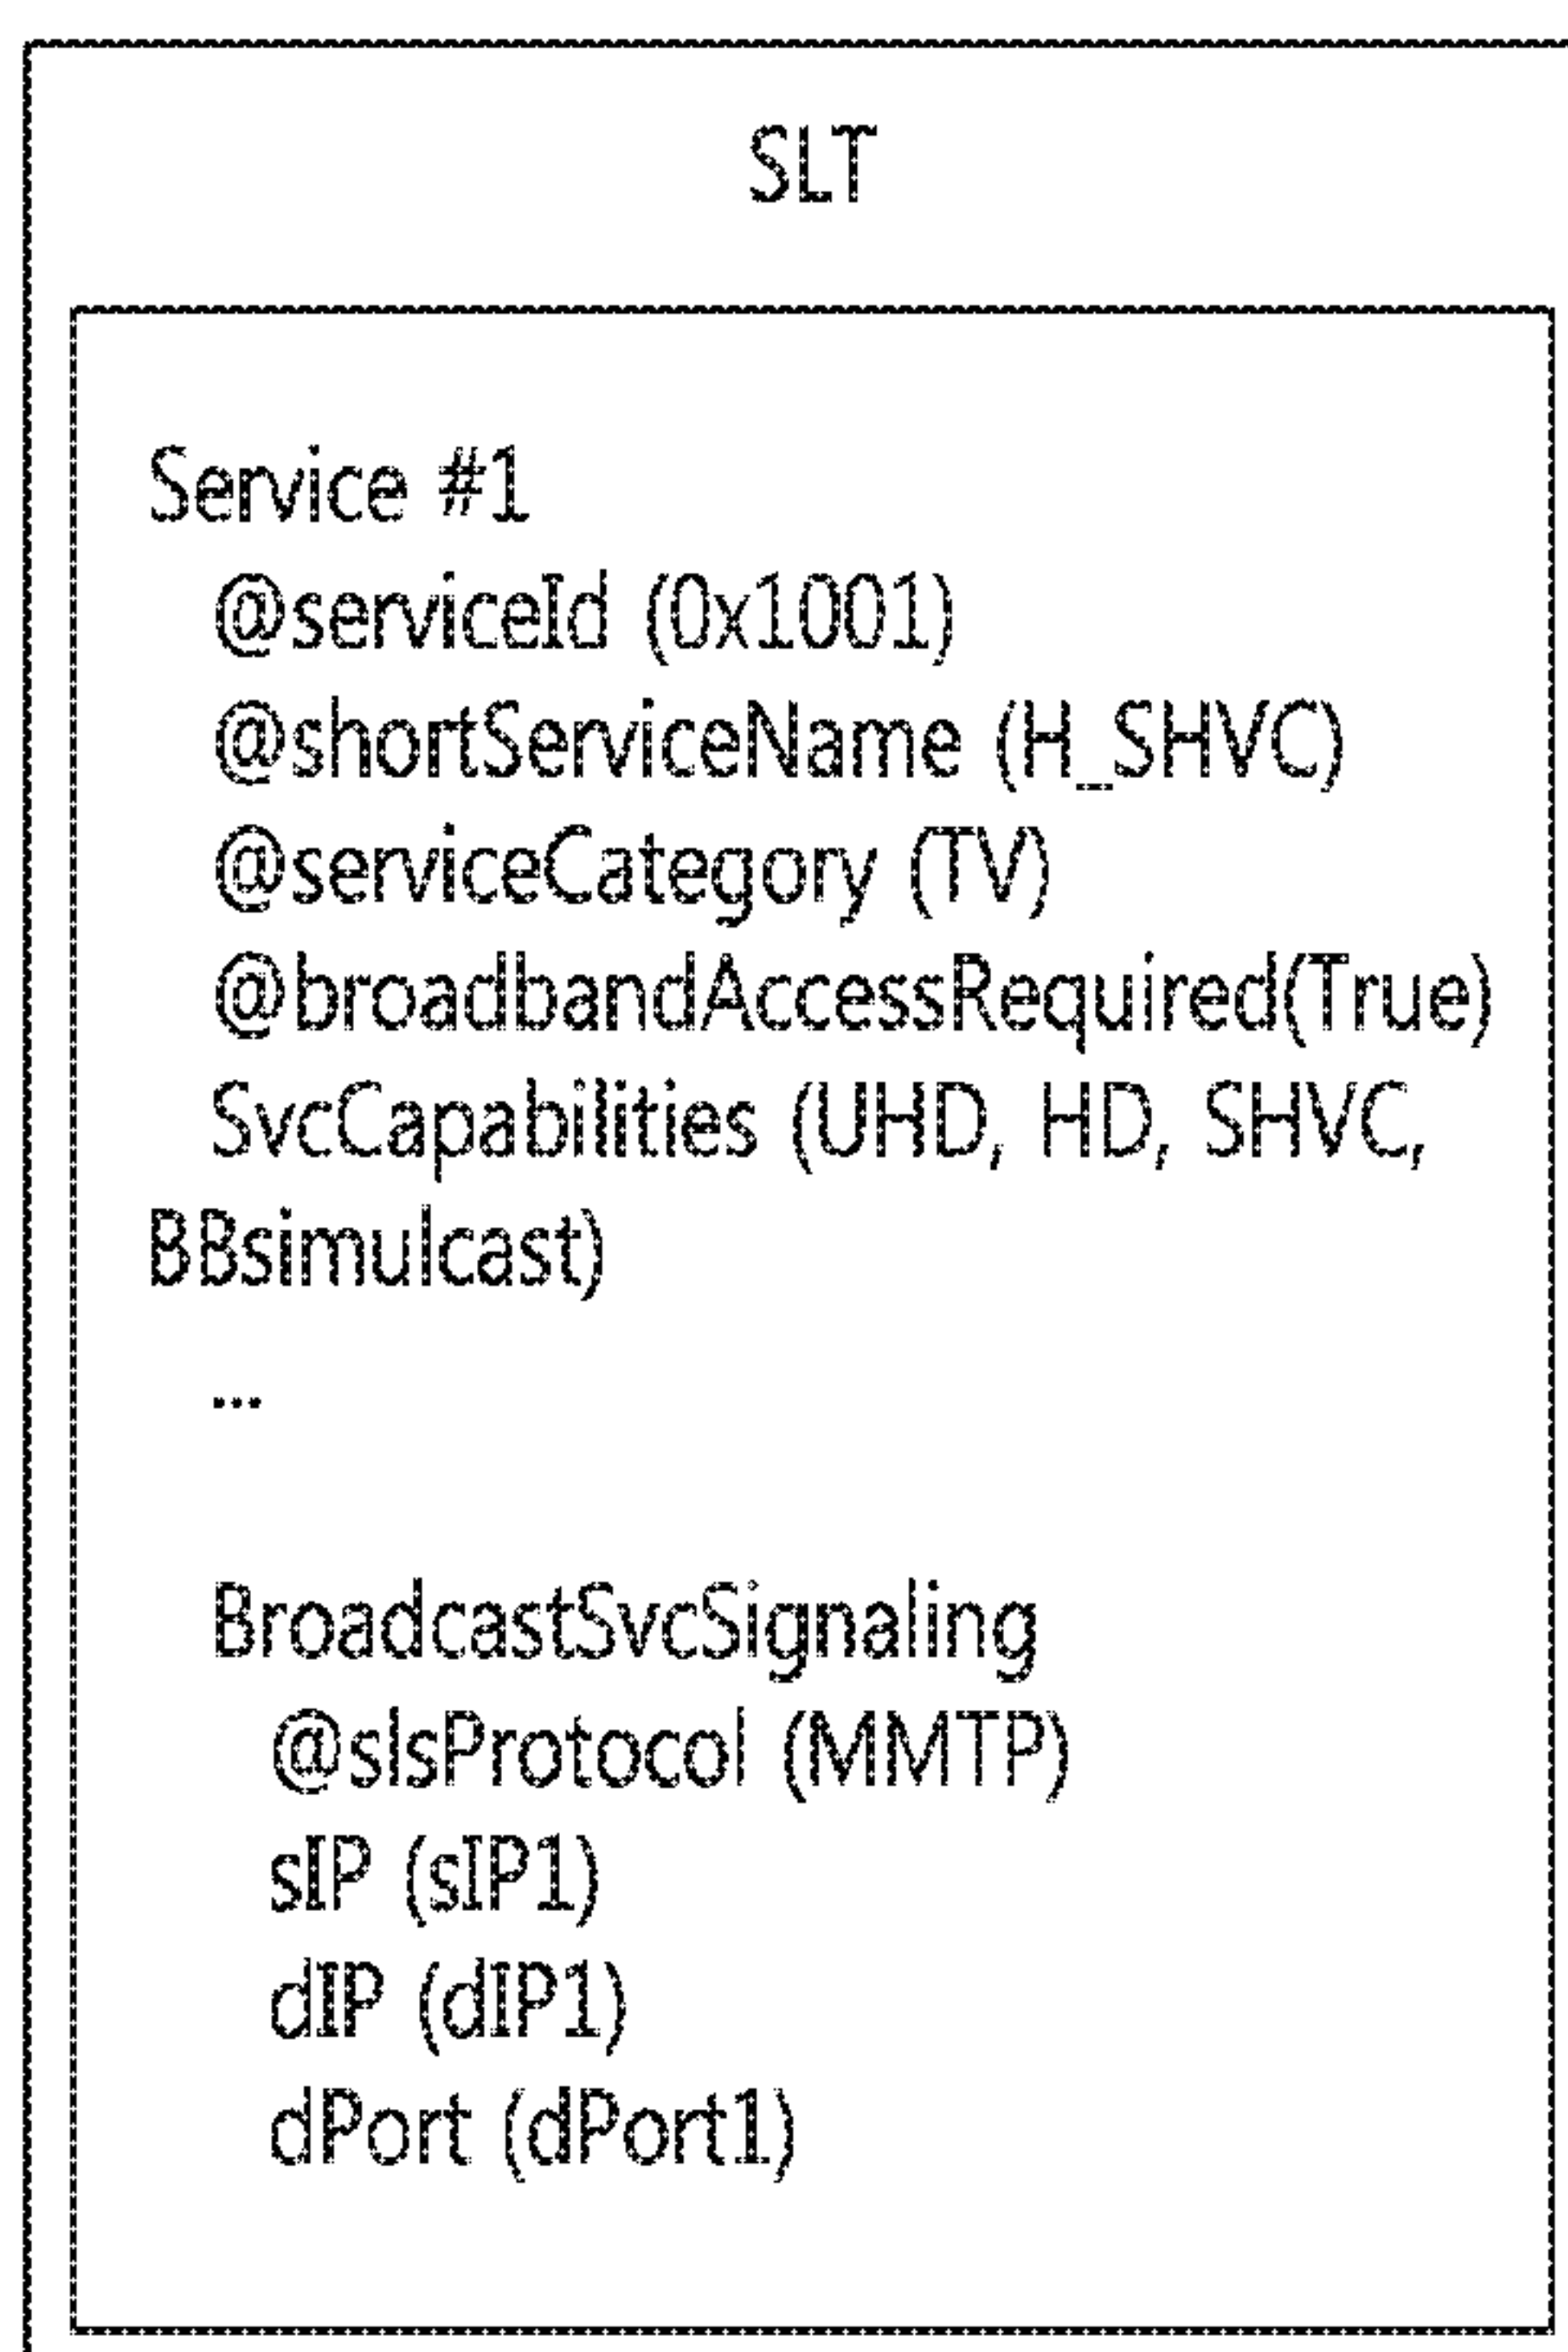 SLT
Service #1
@serviceId (0x1001)
@shortServiceName (H_SHVC)
@serviceCategory (TV)
@broadbandAccessRequired(True)
SvcCapabilities (UHD, HD, SHVC,
BBsimulcast)
...
BroadcastSvcSignaling
@slsProtocol (MMTP)
sIP (sIP1)
dIP (dIP1)
dPort (dPort1)